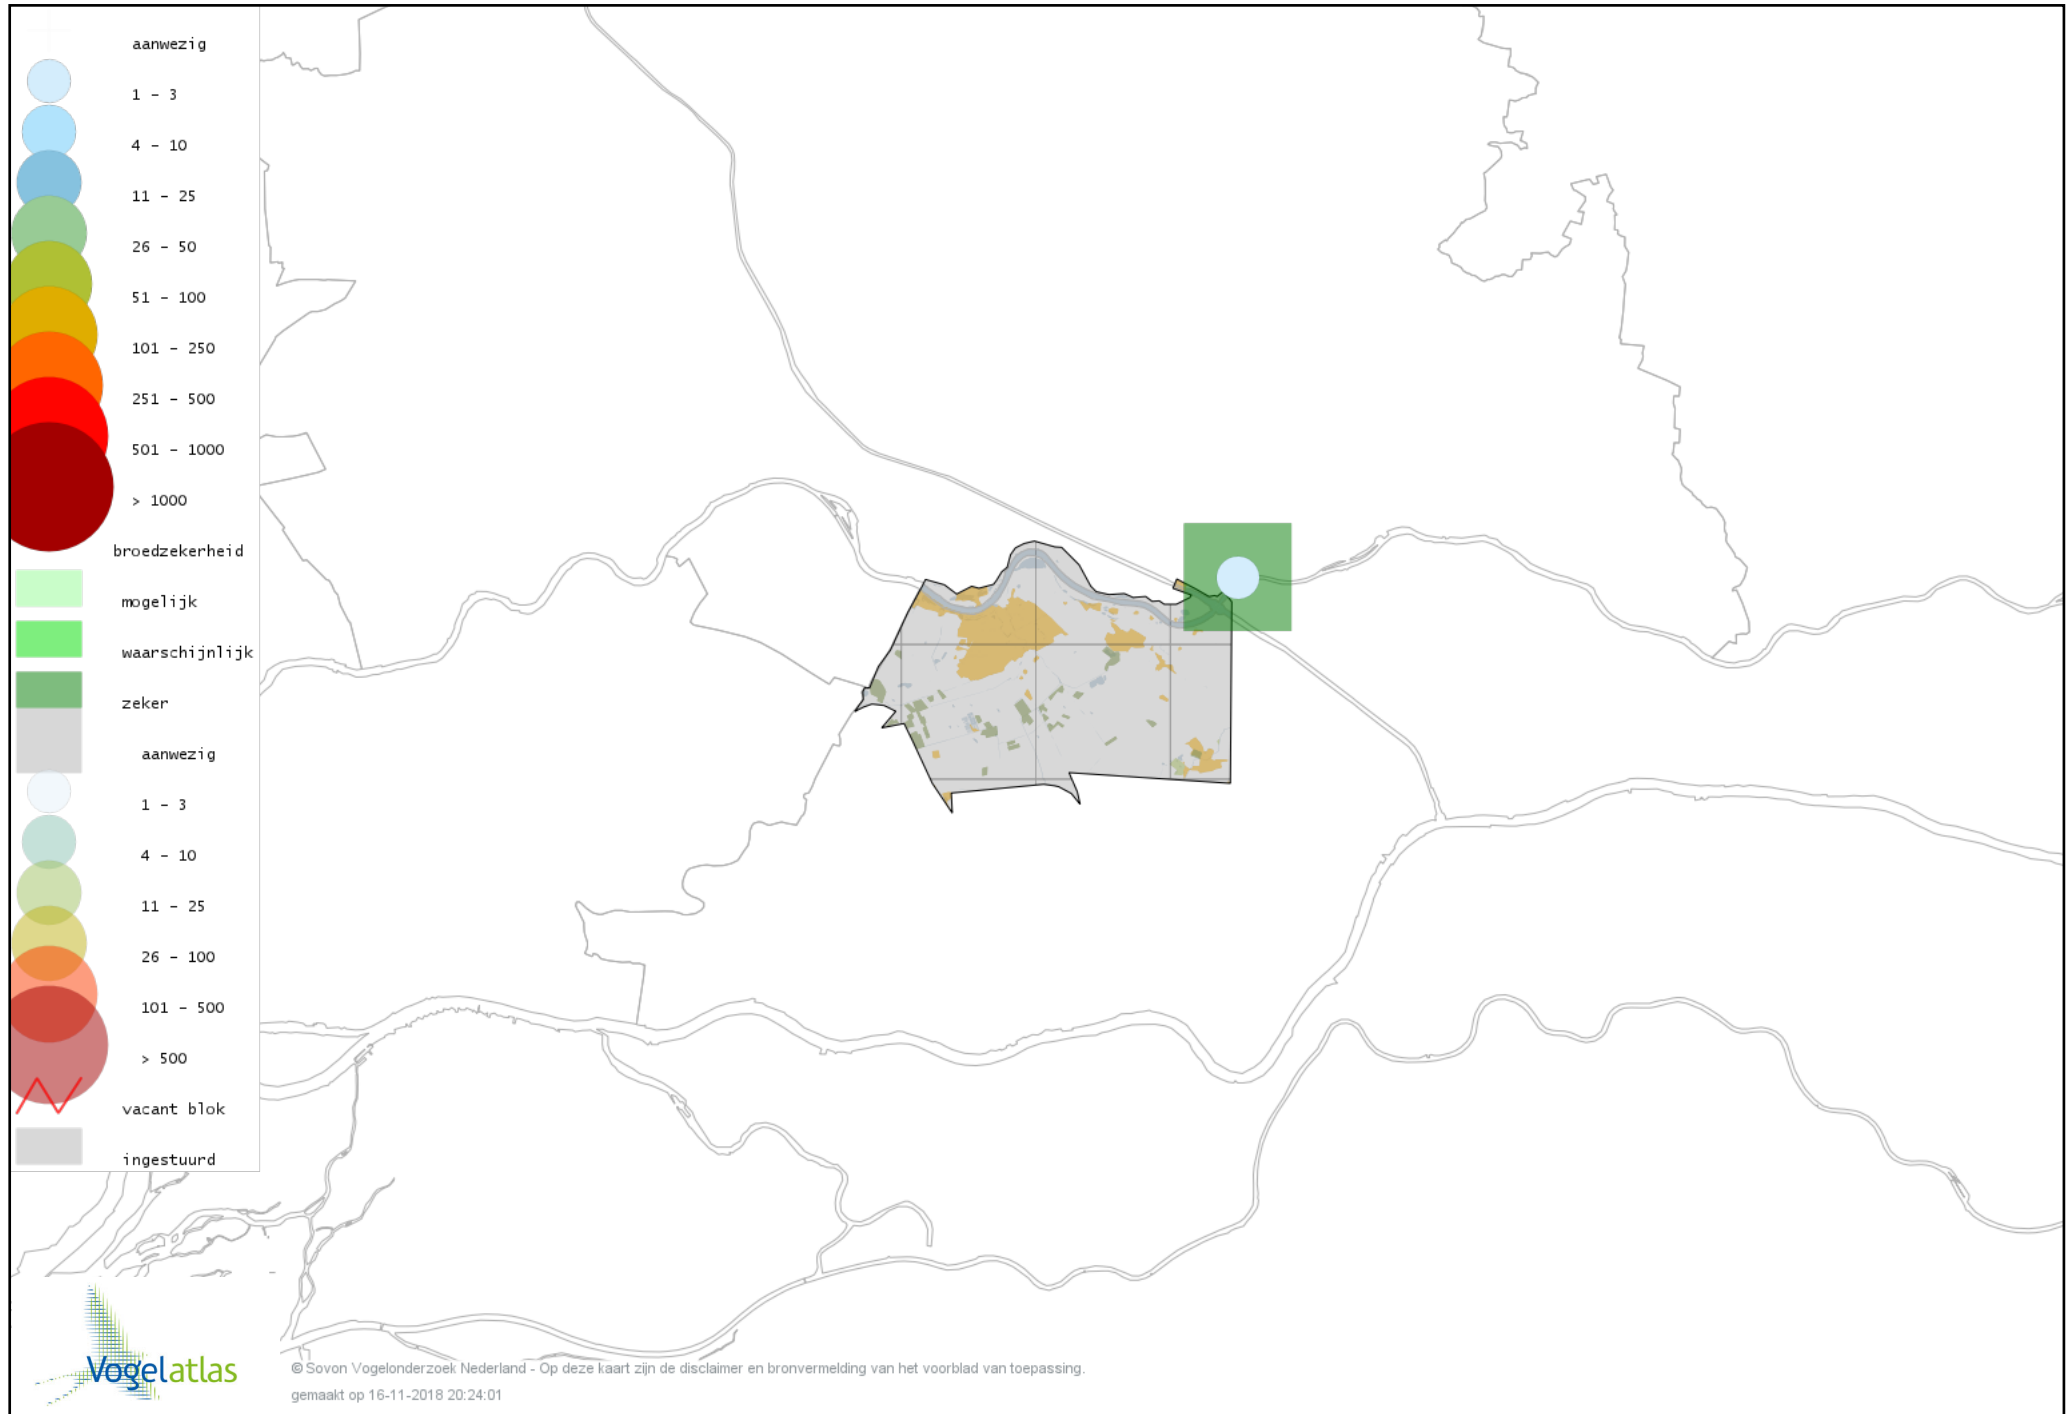 aanwezig
1 - 3
4 - 10
11 - 25
26 - 50
51 - 100
101 - 250
251 - 500
501 - 1000
> 1000
broedzekerheid
mogelijk
waarschijnlijk
zeker
aanwezig
1 - 3
4 - 10
11 - 25
26 - 100
101 - 500
> 500
vacant blok
ingestuurd
Vogelatlas
© Sovon Vogelonderzoek Nederland - Op deze kaart zijn de disclaimer en bronvermelding van het voorblad van toepassing.
gemaakt op 16-11-2018 20:24:01